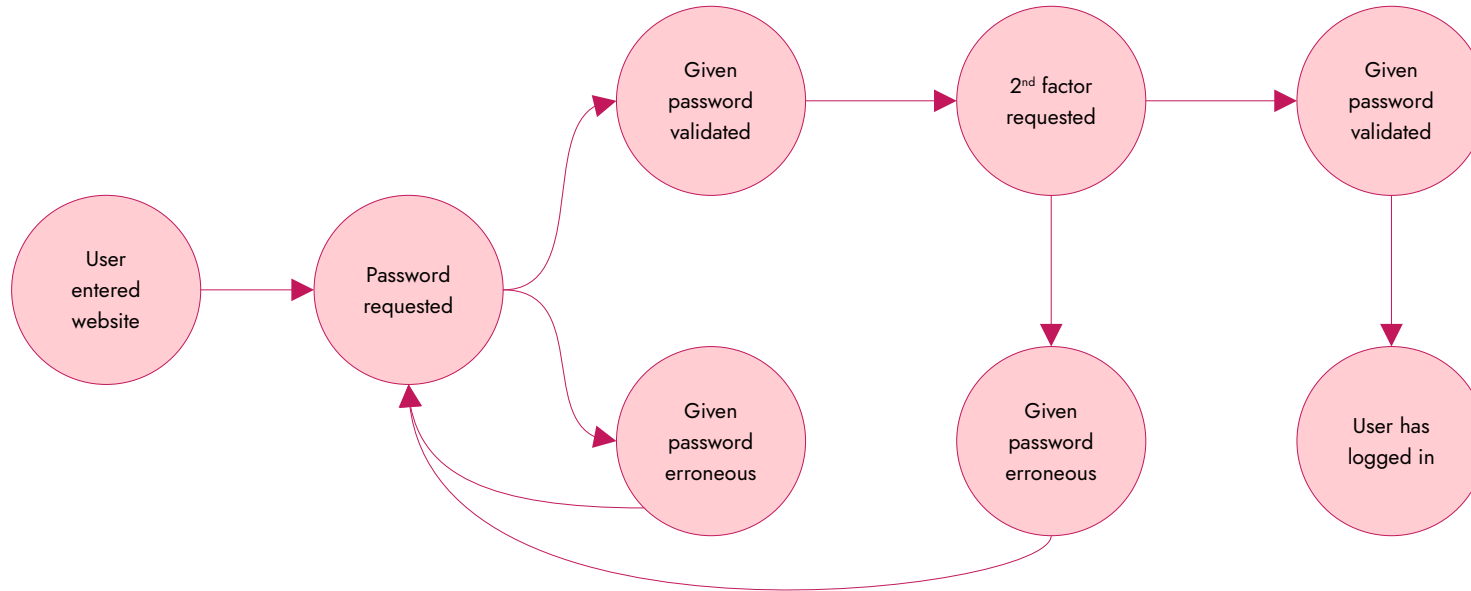 User
entered
website
Password
requested
Given
password
validated
Given
password
erroneous
2nd factor
requested
Given
password
erroneous
Given
password
validated
User has
logged in